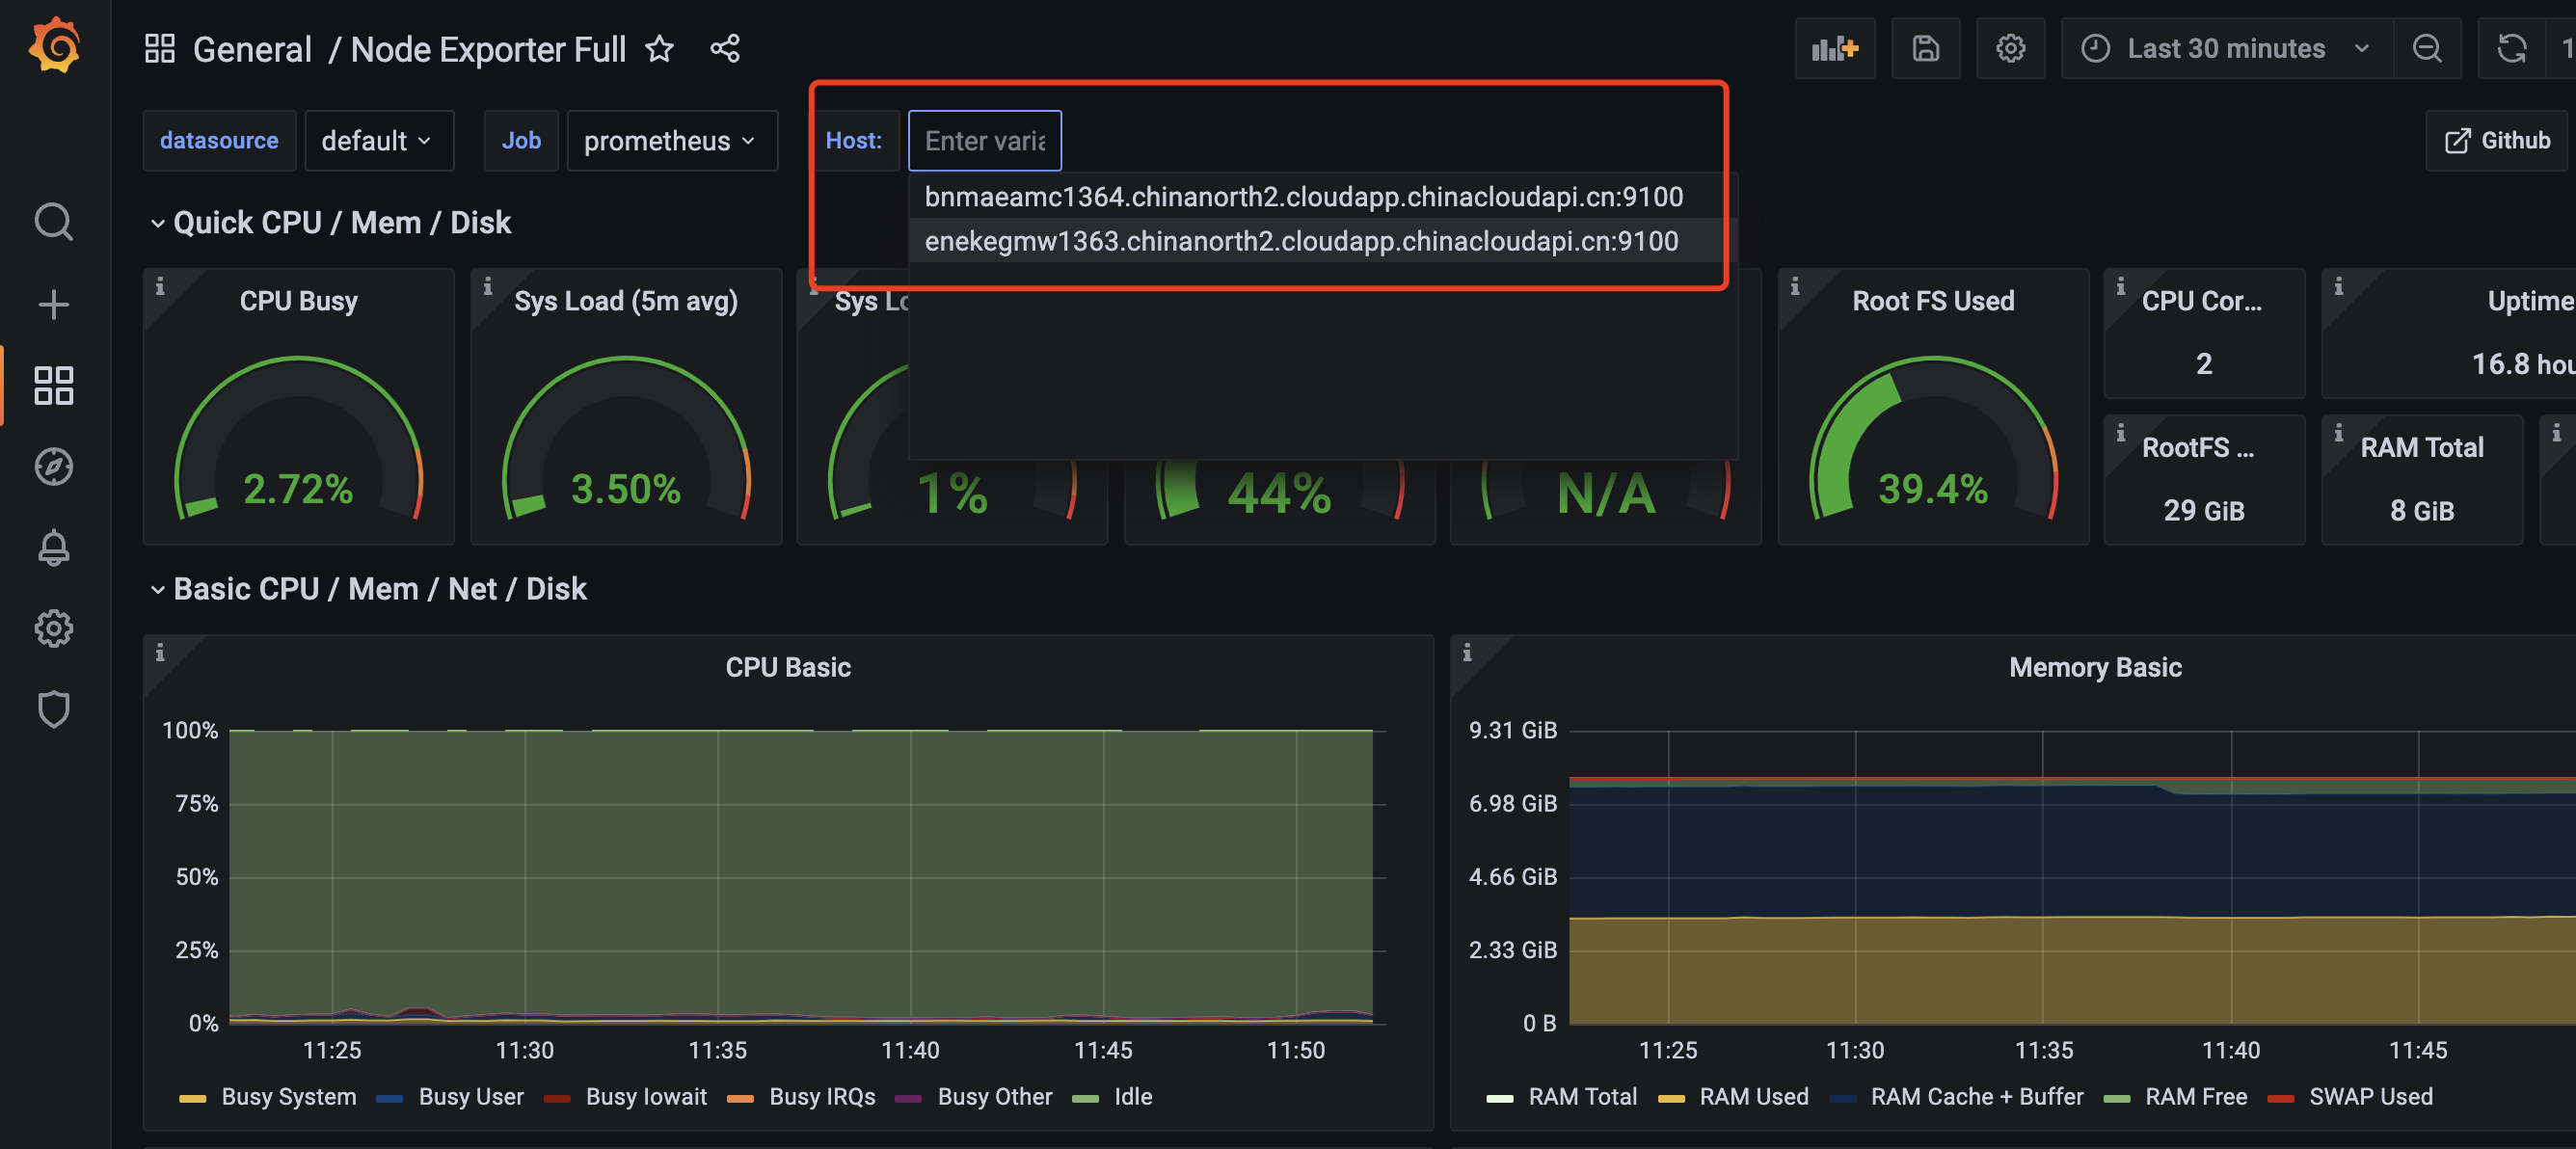 General / Node Exporter Full
Last 30 minutes
datasource default Job prometheus Host: Enter varia
Github
bnmaeamc1364.chinanorth2.cloudapp.chinacloudapi.cn:9100
enekegmw1363.chinanorth2.cloudapp.chinacloudapi.cn:9100
Quick CPU / Mem / Disk
CPU Busy
2.72%
Sys Load (5m avg)
3.50%
Sys Lo
1%
44%
N/A
Root FS Used
39.4%
CPU Cor...
2
Uptime
16.8 hou
RootFS ...
29 GiB
RAM Total
8 GiB
Basic CPU / Mem / Net / Disk
CPU Basic
100%
75%
50%
25%
0%
11:25 11:30 11:35 11:40 11:45 11:50
Busy System Busy User Busy Iowait Busy IRQs Busy Other Idle
Memory Basic
9.31 GiB
6.98 GiB
4.66 GiB
2.33 GiB
0 B
11:25 11:30 11:35 11:40 11:45
RAM Total RAM Used RAM Cache + Buffer RAM Free SWAP Used